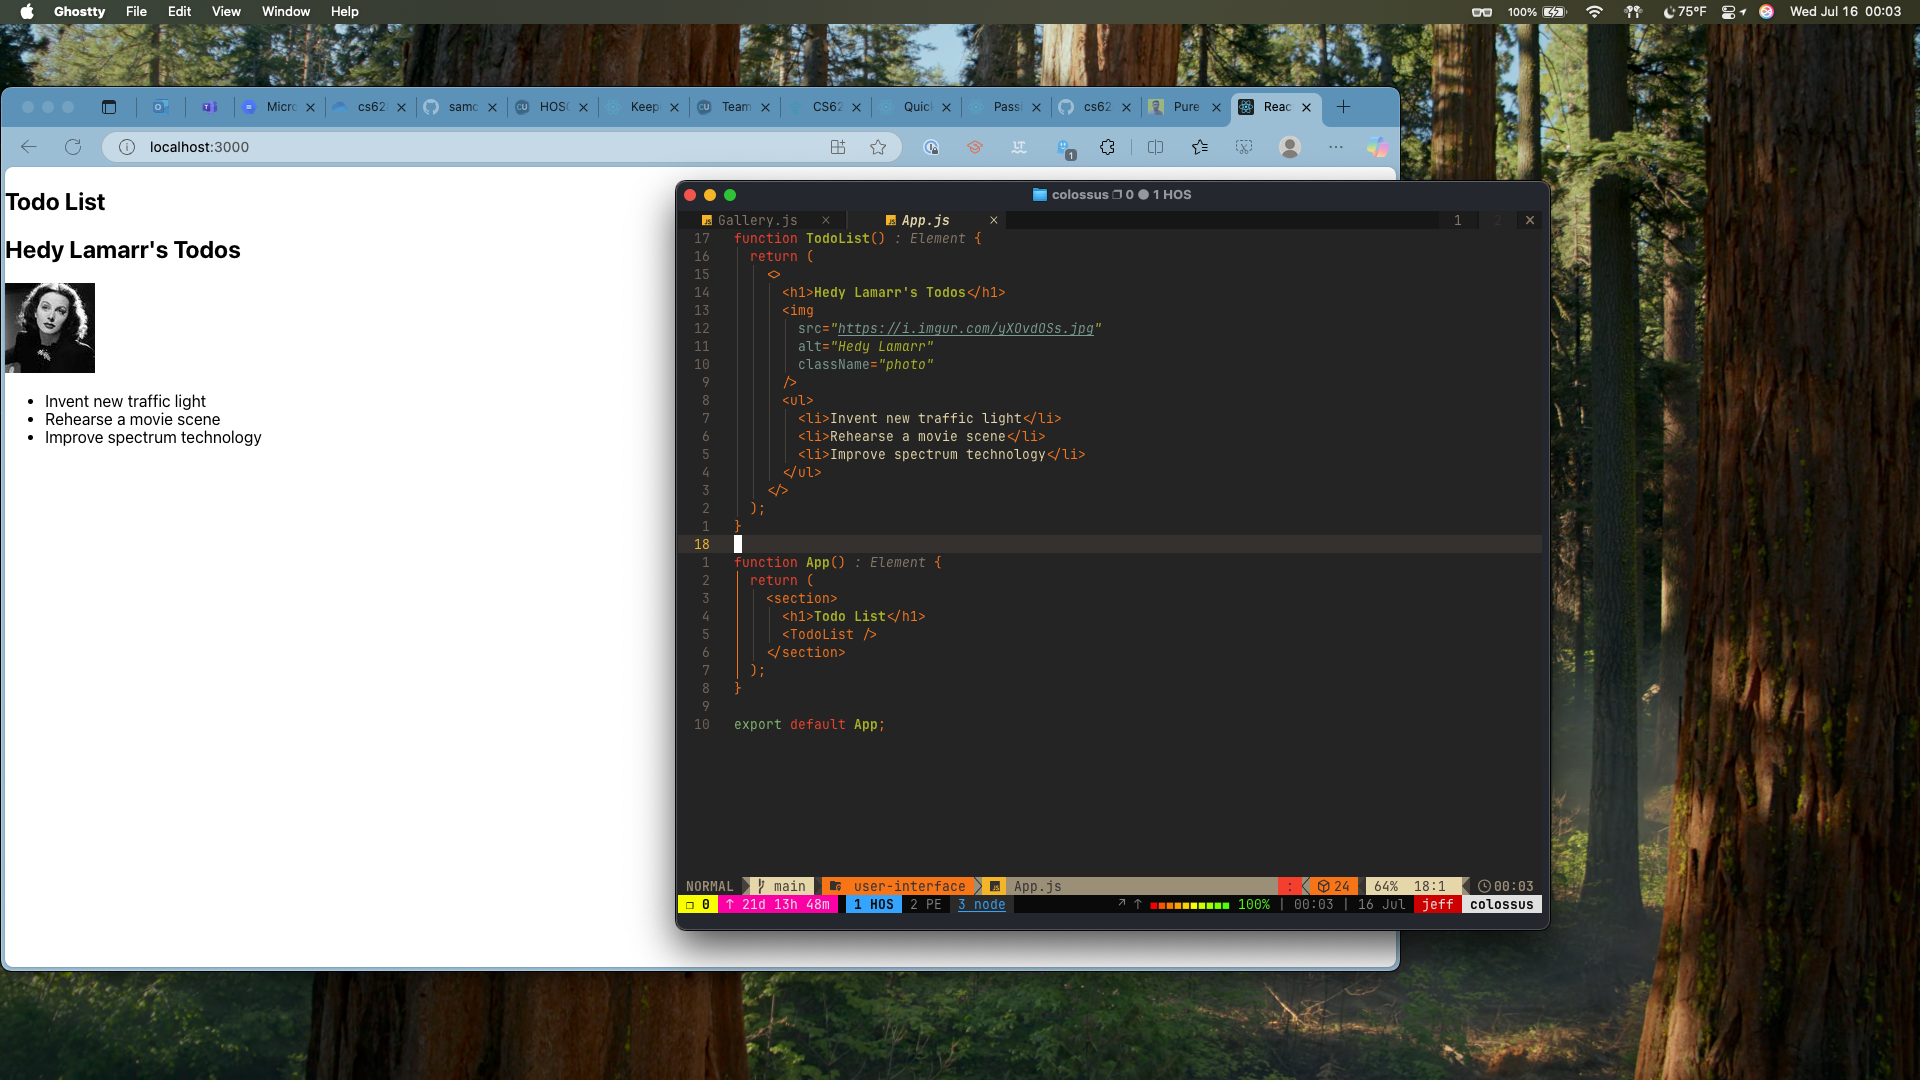 Ghostty File Edit View Window Help 100% 75°F Wed Jul 16 00:03
Micro cs62 samc HOS Keep Team CS62 Quic Passi cs62 Pure Reac
localhost:3000 1
Todo List
Hedy Lamarr's Todos
Invent new traffic light
Rehearse a movie scene
Improve spectrum technology
colossus 0 1 HOS
Gallery.js × App.js × 1 2 ×
17 function TodoList() : Element {
16 return (
15 <>
14 <h1>Hedy Lamarr's Todos</h1>
13 <img
12 src="https://i.imgur.com/yXOvdOSs.jpg"
11 alt="Hedy Lamarr"
10 className="photo"
9 />
8 <ul>
7 <li>Invent new traffic light</li>
6 <li>Rehearse a movie scene</li>
5 <li>Improve spectrum technology</li>
4 </ul>
3 </>
2 );
1 }
18
1 function App() : Element {
2 return (
3 <section>
4 <h1>Todo List</h1>
5 <TodoList />
6 </section>
7 );
8 }
9
10 export default App;
NORMAL main user-interface App.js : 24 64% 18:1 00:03
0 ↑ 21d 13h 48m 1 HOS 2 PE 3 node ↗ ↑ 100% | 00:03 | 16 Jul jeff colossus